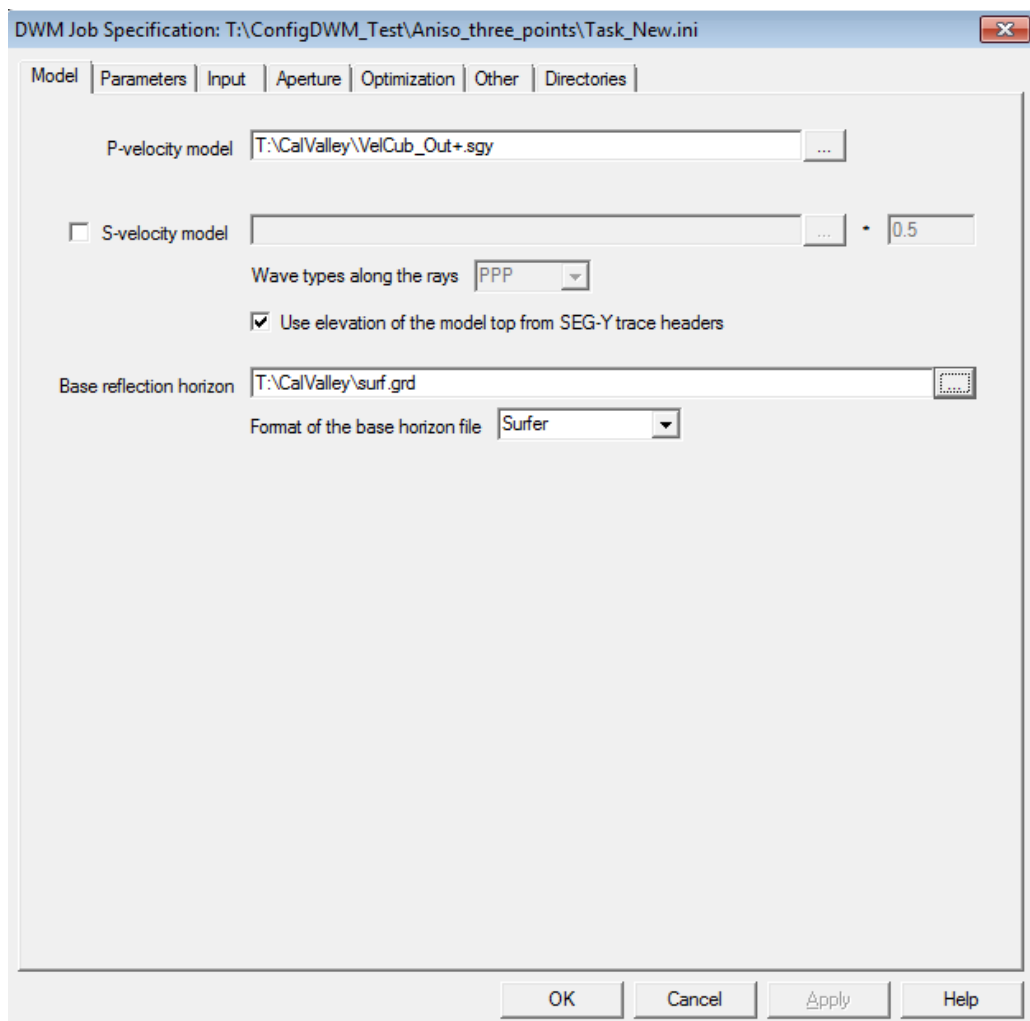 DWM Job Specification: T:\ConfigDWM_Test\Aniso_three_points\Task_New.ini
Model Parameters Input Aperture Optimization Other Directories
P-velocity model T:\CalValley\VelCub_Out+.sgy ...
S-velocity model ... * 0.5
Wave types along the rays PPP
Use elevation of the model top from SEG-Y trace headers
Base reflection horizon T:\CalValley\surf.grd ...
Format of the base horizon file Surfer
OK Cancel Apply Help